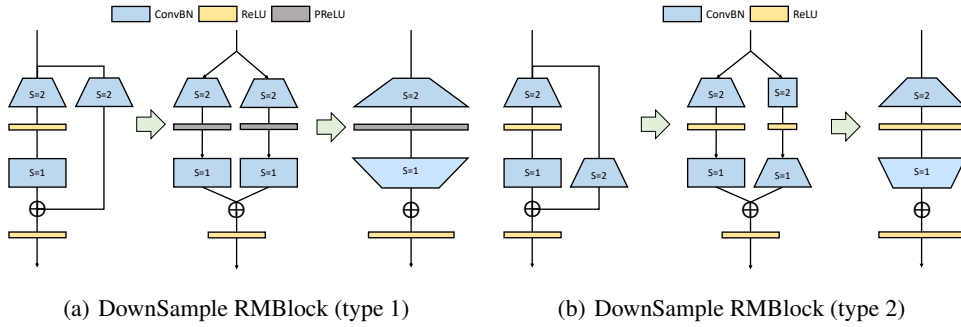 ConvBN ReLU PReLU
S=2 S=2 S=2 S=2 S=2
S=1 S=1 S=1 S=1
(a) DownSample RMBlock (type 1)
ConvBN ReLU
S=2 S=2 S=2 S=2
S=1 S=2 S=1 S=1 S=1
(b) DownSample RMBlock (type 2)